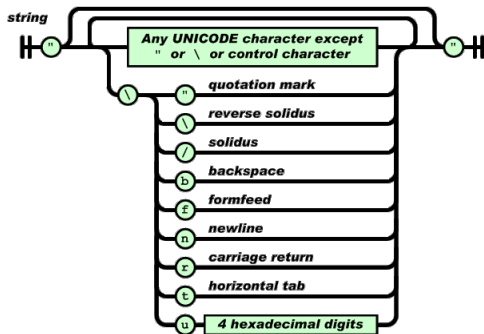 string
" Any UNICODE character except "
" or \ or control character
\ " quotation mark
\ reverse solidus
/ solidus
b backspace
f formfeed
n newline
r carriage return
t horizontal tab
u 4 hexadecimal digits